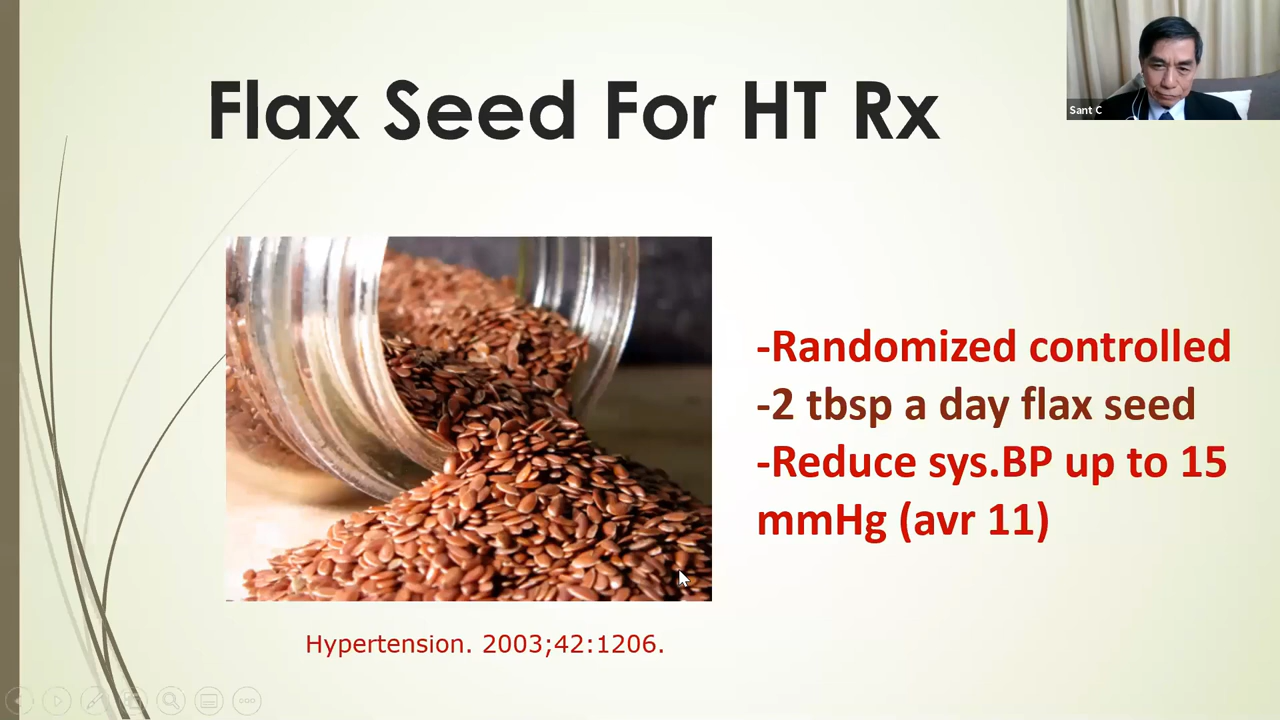 Flax Seed For HT Rx
Sant C
-Randomized controlled
-2 tbsp a day flax seed
-Reduce sys.BP up to 15
mmHg (avr 11)
Hypertension. 2003;42:1206.